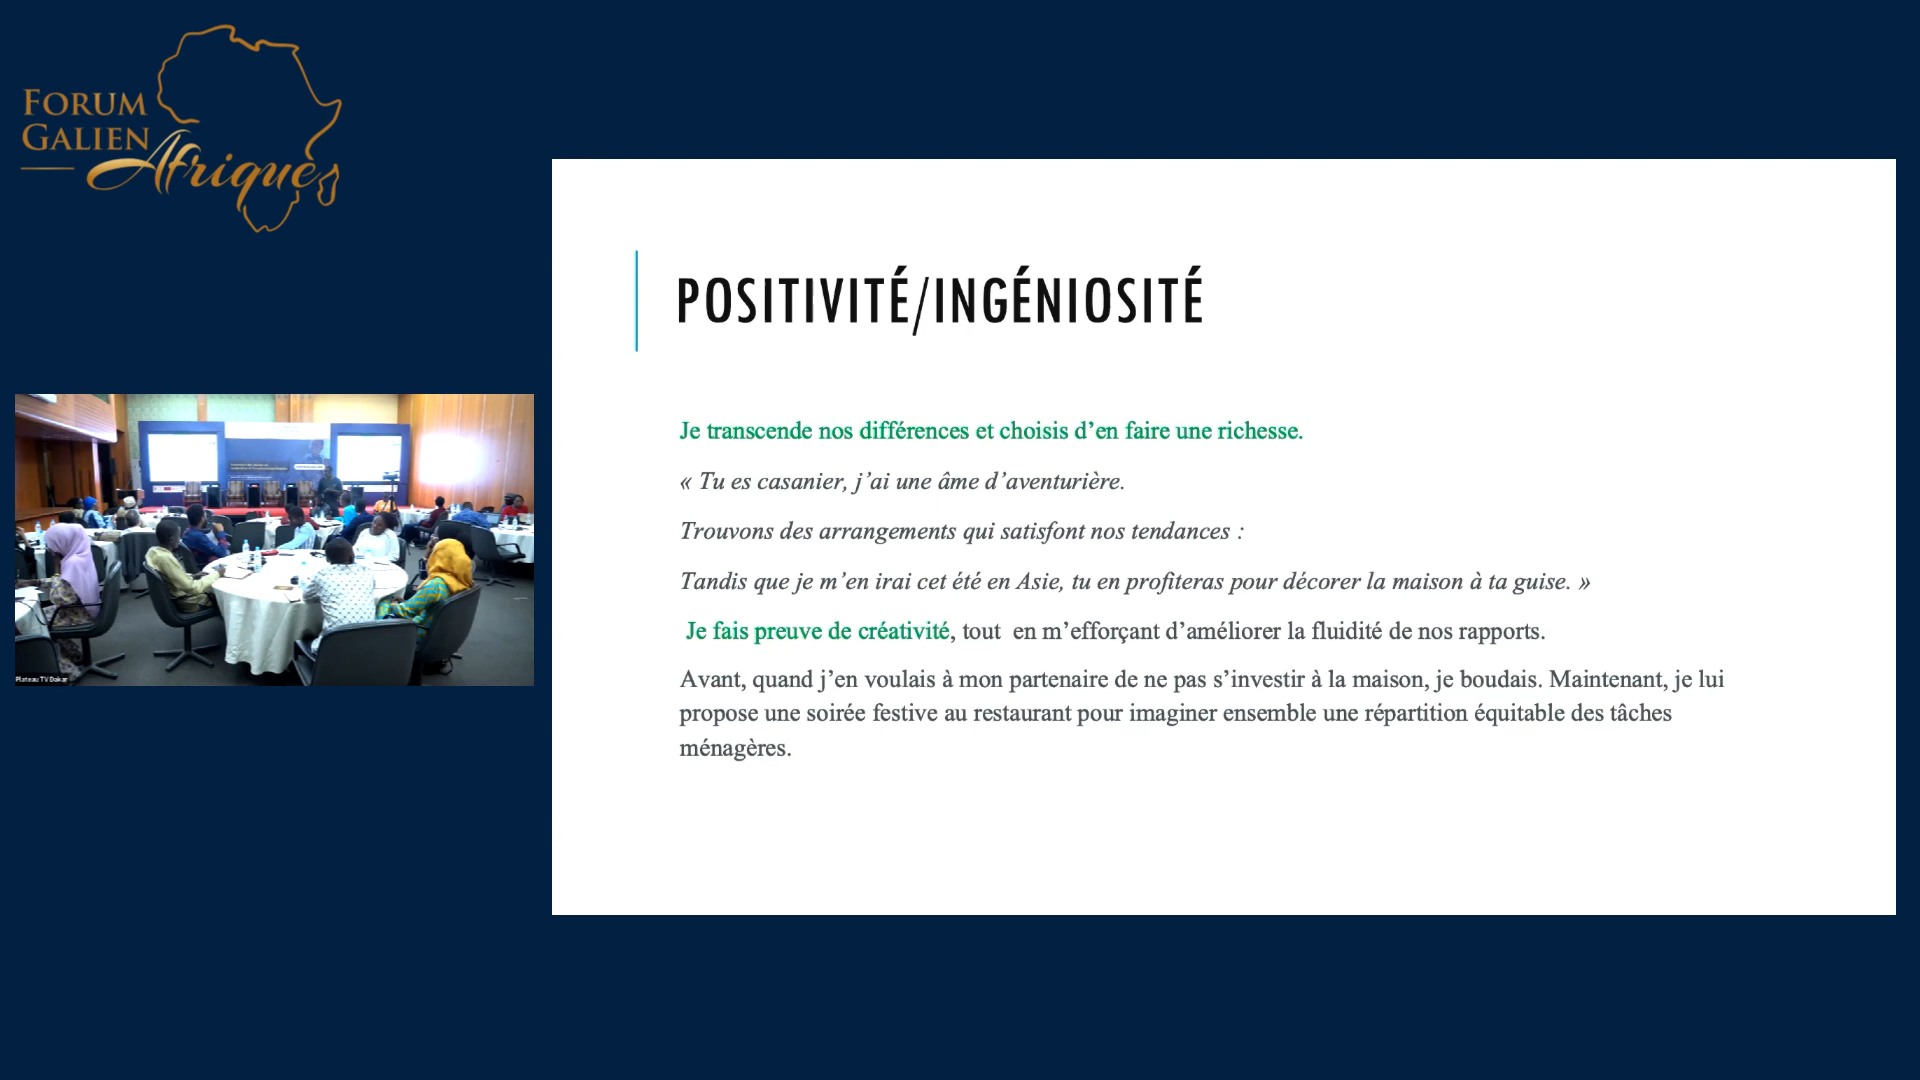 FORUM
GALIEN
Afrique
Plateau TV Dakar
POSITIVITÉ/INGÉNIOSITÉ
Je transcende nos différences et choisis d’en faire une richesse.
« Tu es casanier, j’ai une âme d’aventurière.
Trouvons des arrangements qui satisfont nos tendances :
Tandis que je m’en irai cet été en Asie, tu en profiteras pour décorer la maison à ta guise. »
Je fais preuve de créativité, tout en m’efforçant d’améliorer la fluidité de nos rapports.
Avant, quand j’en voulais à mon partenaire de ne pas s’investir à la maison, je boudais. Maintenant, je lui
propose une soirée festive au restaurant pour imaginer ensemble une répartition équitable des tâches
ménagères.